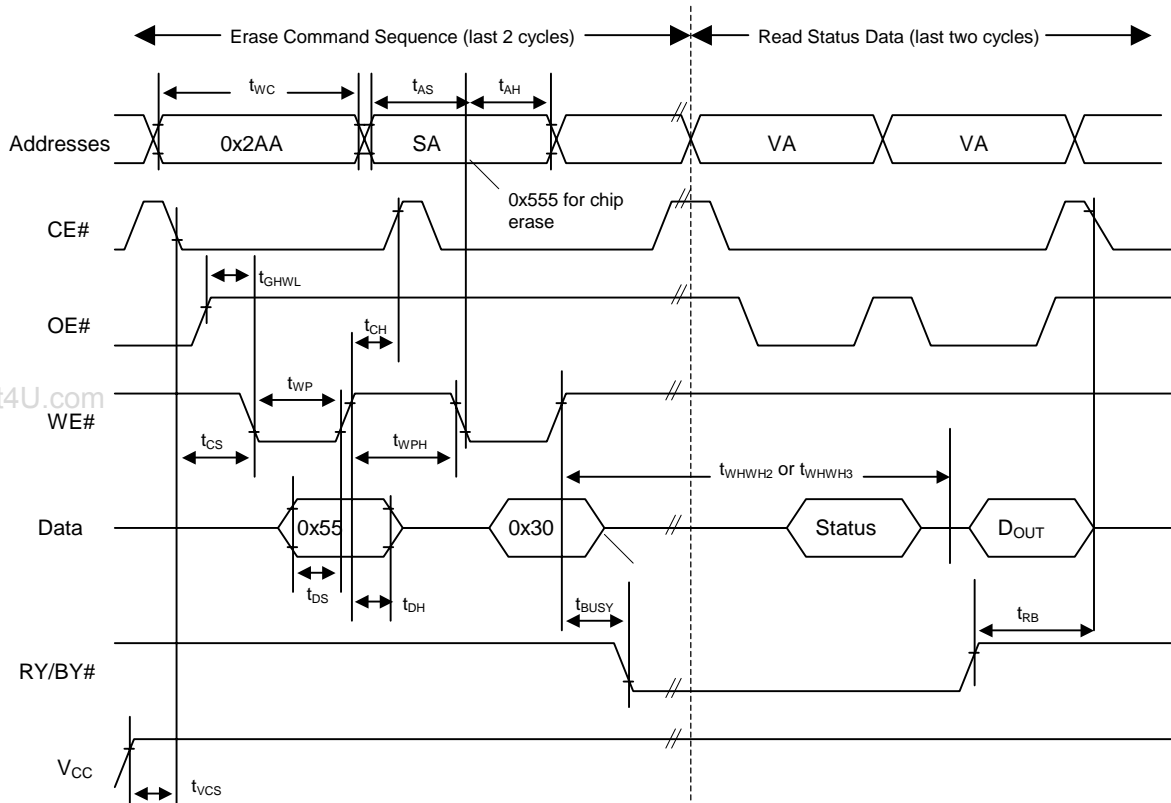 Erase Command Sequence (last 2 cycles)
Read Status Data (last two cycles)
tWC
tAS
tAH
Addresses
0x2AA
SA
VA
VA
0x555 for chip
erase
CE#
tGHWL
OE#
tCH
t4U.com
WE#
tWP
tCS
tWPH
tWHWH2 or tWHWH3
Data
0x55
0x30
Status
DOUT
tDS
tDH
tBUSY
tRB
RY/BY#
VCC
tVCS